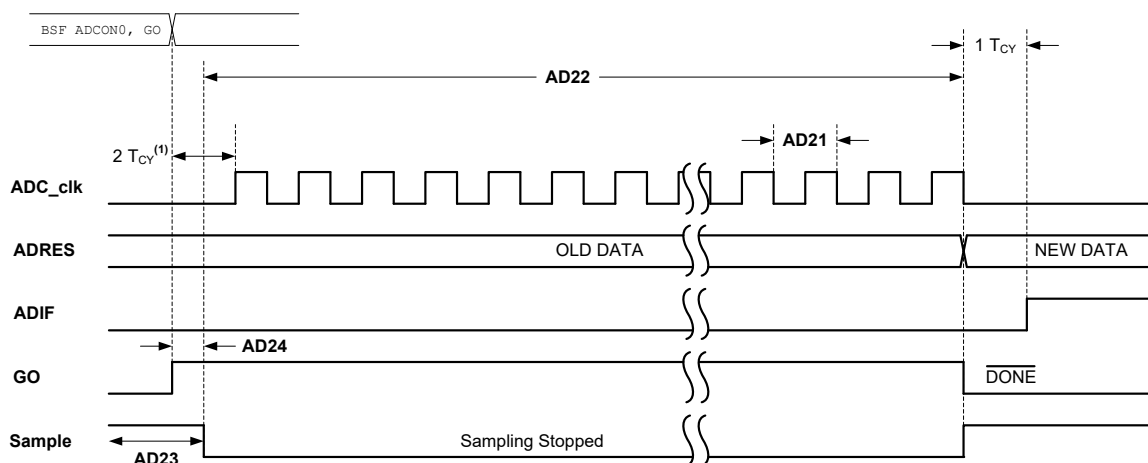 BSF ADCON0, GO
1 TCY
AD22
AD21
2 TCY(1)
ADC_clk
ADRES
OLD DATA
NEW DATA
ADIF
AD24
GO
DONE
Sample
Sampling Stopped
AD23